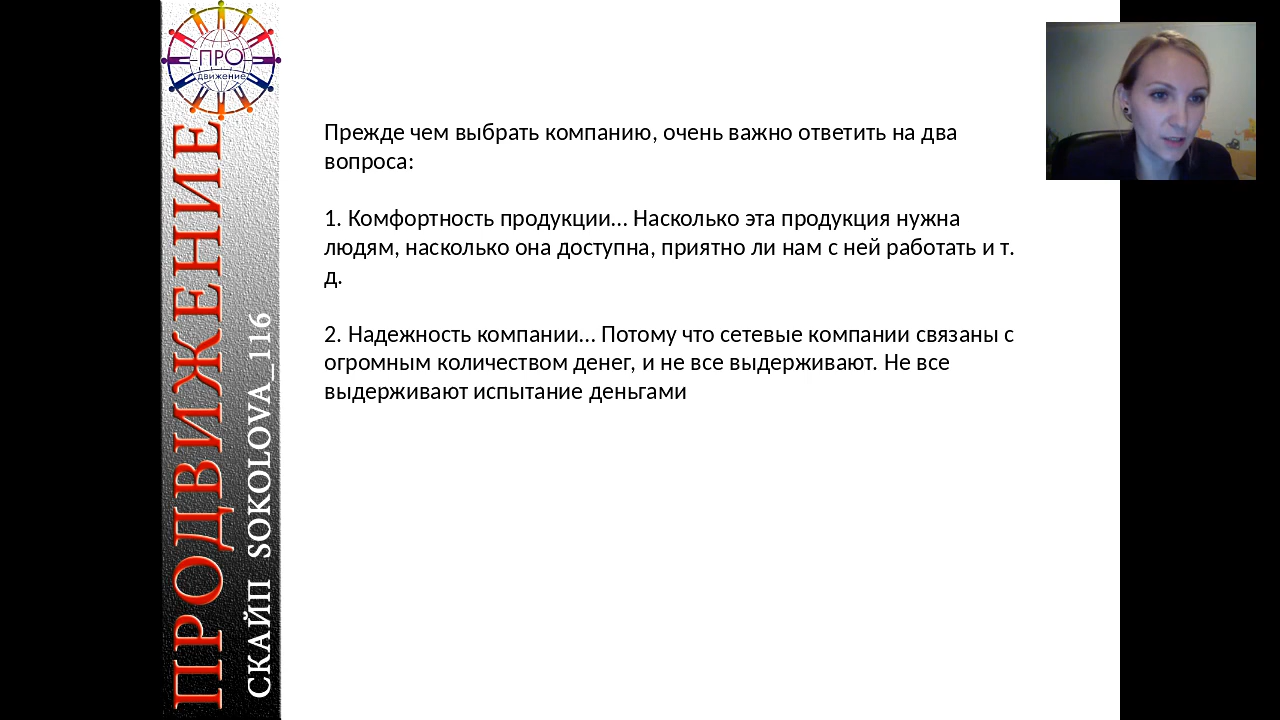 ПРО
движение
ПРОДВИЖЕНИЕ
СКАЙП SOKOLOVA_116
Прежде чем выбрать компанию, очень важно ответить на два
вопроса:
1. Комфортность продукции... Насколько эта продукция нужна
людям, насколько она доступна, приятно ли нам с ней работать и т.
д.
2. Надежность компании... Потому что сетевые компании связаны с
огромным количеством денег, и не все выдерживают. Не все
выдерживают испытание деньгами